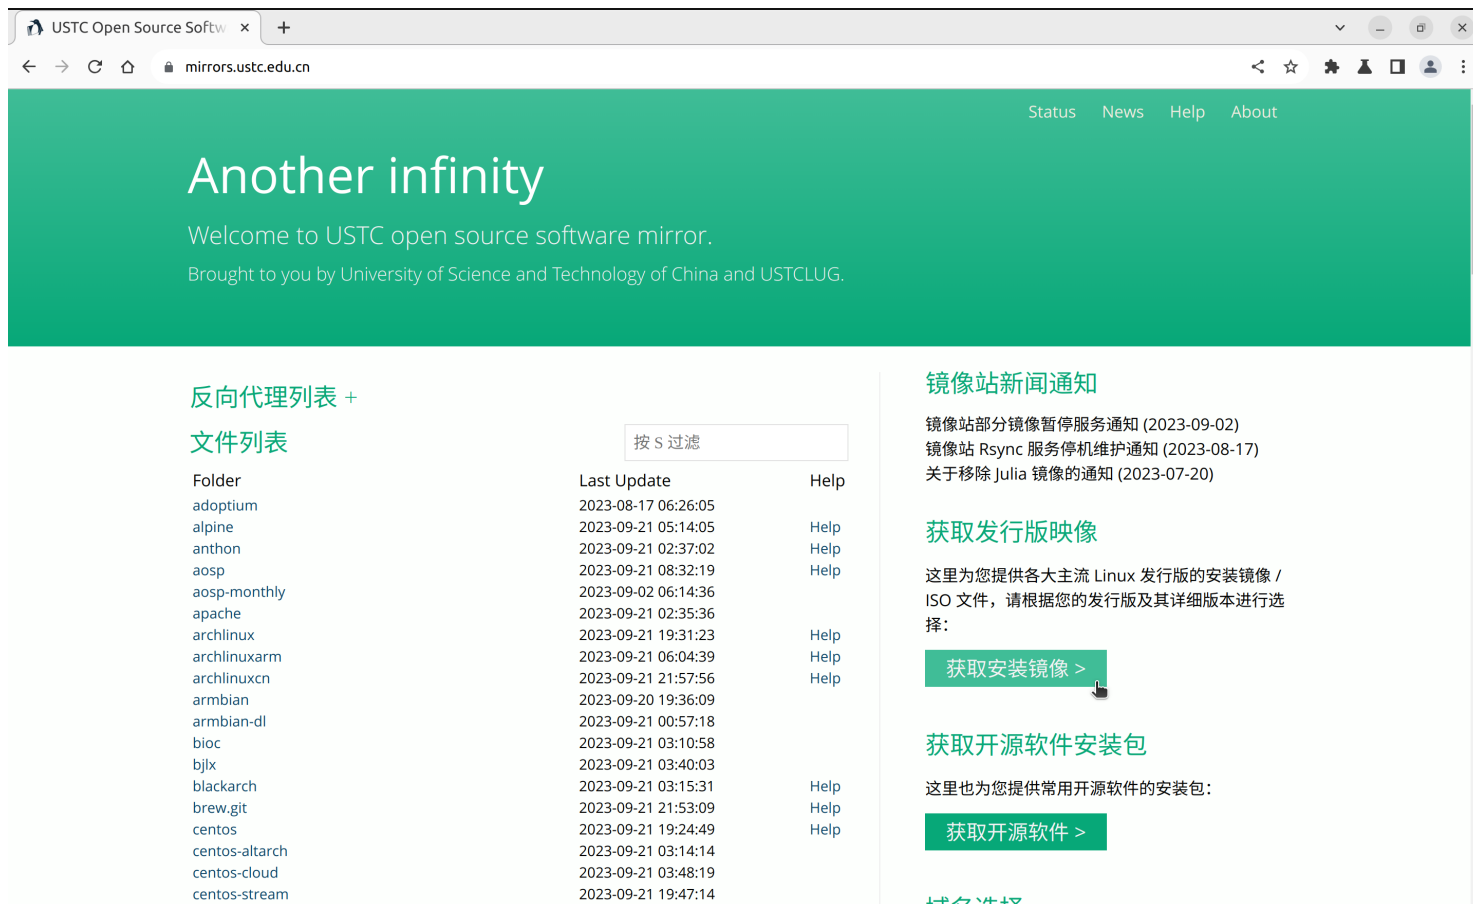 USTC Open Source Softw
mirrors.ustc.edu.cn
Status News Help About
Another infinity
Welcome to USTC open source software mirror.
Brought to you by University of Science and Technology of China and USTCLUG.
反向代理列表 +
文件列表
按 S 过滤
Folder Last Update Help
adoptium 2023-08-17 06:26:05
alpine 2023-09-21 05:14:05 Help
anthon 2023-09-21 02:37:02 Help
aosp 2023-09-21 08:32:19 Help
aosp-monthly 2023-09-02 06:14:36
apache 2023-09-21 02:35:36
archlinux 2023-09-21 19:31:23 Help
archlinuxarm 2023-09-21 06:04:39 Help
archlinuxcn 2023-09-21 21:57:56 Help
armbian 2023-09-20 19:36:09
armbian-dl 2023-09-21 00:57:18
bioc 2023-09-21 03:10:58
bjlx 2023-09-21 03:40:03
blackarch 2023-09-21 03:15:31 Help
brew.git 2023-09-21 21:53:09 Help
centos 2023-09-21 19:24:49 Help
centos-altarch 2023-09-21 03:14:14
centos-cloud 2023-09-21 03:48:19
centos-stream 2023-09-21 19:47:14
镜像站新闻通知
镜像站部分镜像暂停服务通知 (2023-09-02)
镜像站 Rsync 服务停机维护通知 (2023-08-17)
关于移除 Julia 镜像的通知 (2023-07-20)
获取发行版映像
这里为您提供各大主流 Linux 发行版的安装镜像 /
ISO 文件，请根据您的发行版及其详细版本进行选
择：
获取安装镜像 >
获取开源软件安装包
这里也为您提供常用开源软件的安装包：
获取开源软件 >